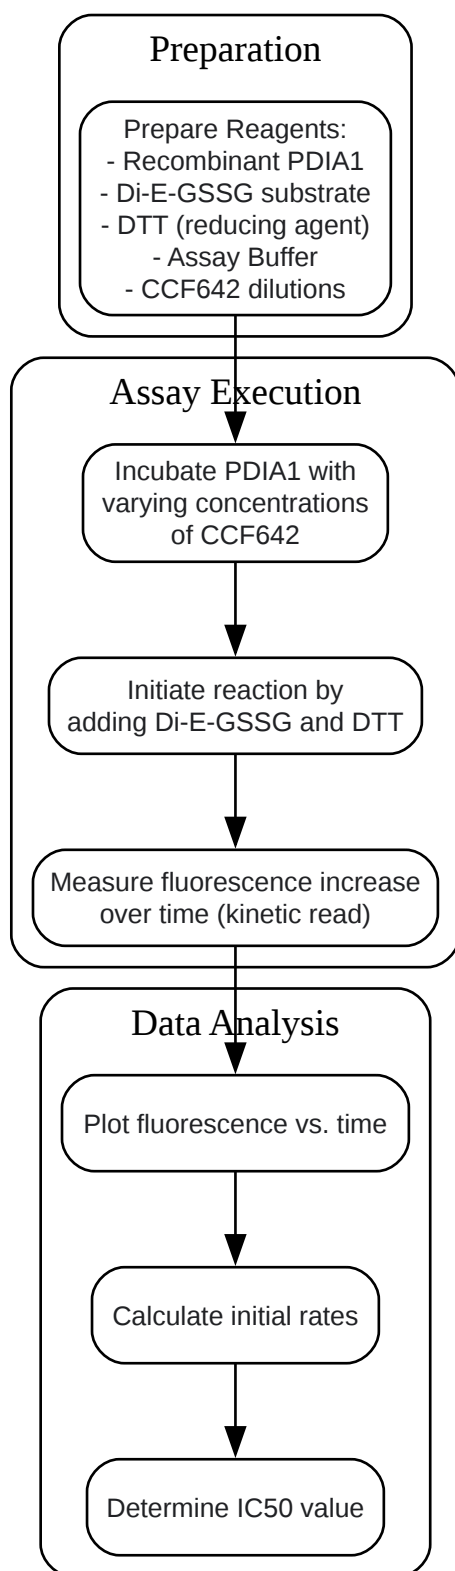 Preparation
Prepare Reagents:
- Recombinant PDIA1
- Di-E-GSSG substrate
- DTT (reducing agent)
- Assay Buffer
- CCF642 dilutions
Assay Execution
Incubate PDIA1 with
varying concentrations
of CCF642
Initiate reaction by
adding Di-E-GSSG and DTT
Measure fluorescence increase
over time (kinetic read)
Data Analysis
Plot fluorescence vs. time
Calculate initial rates
Determine IC50 value